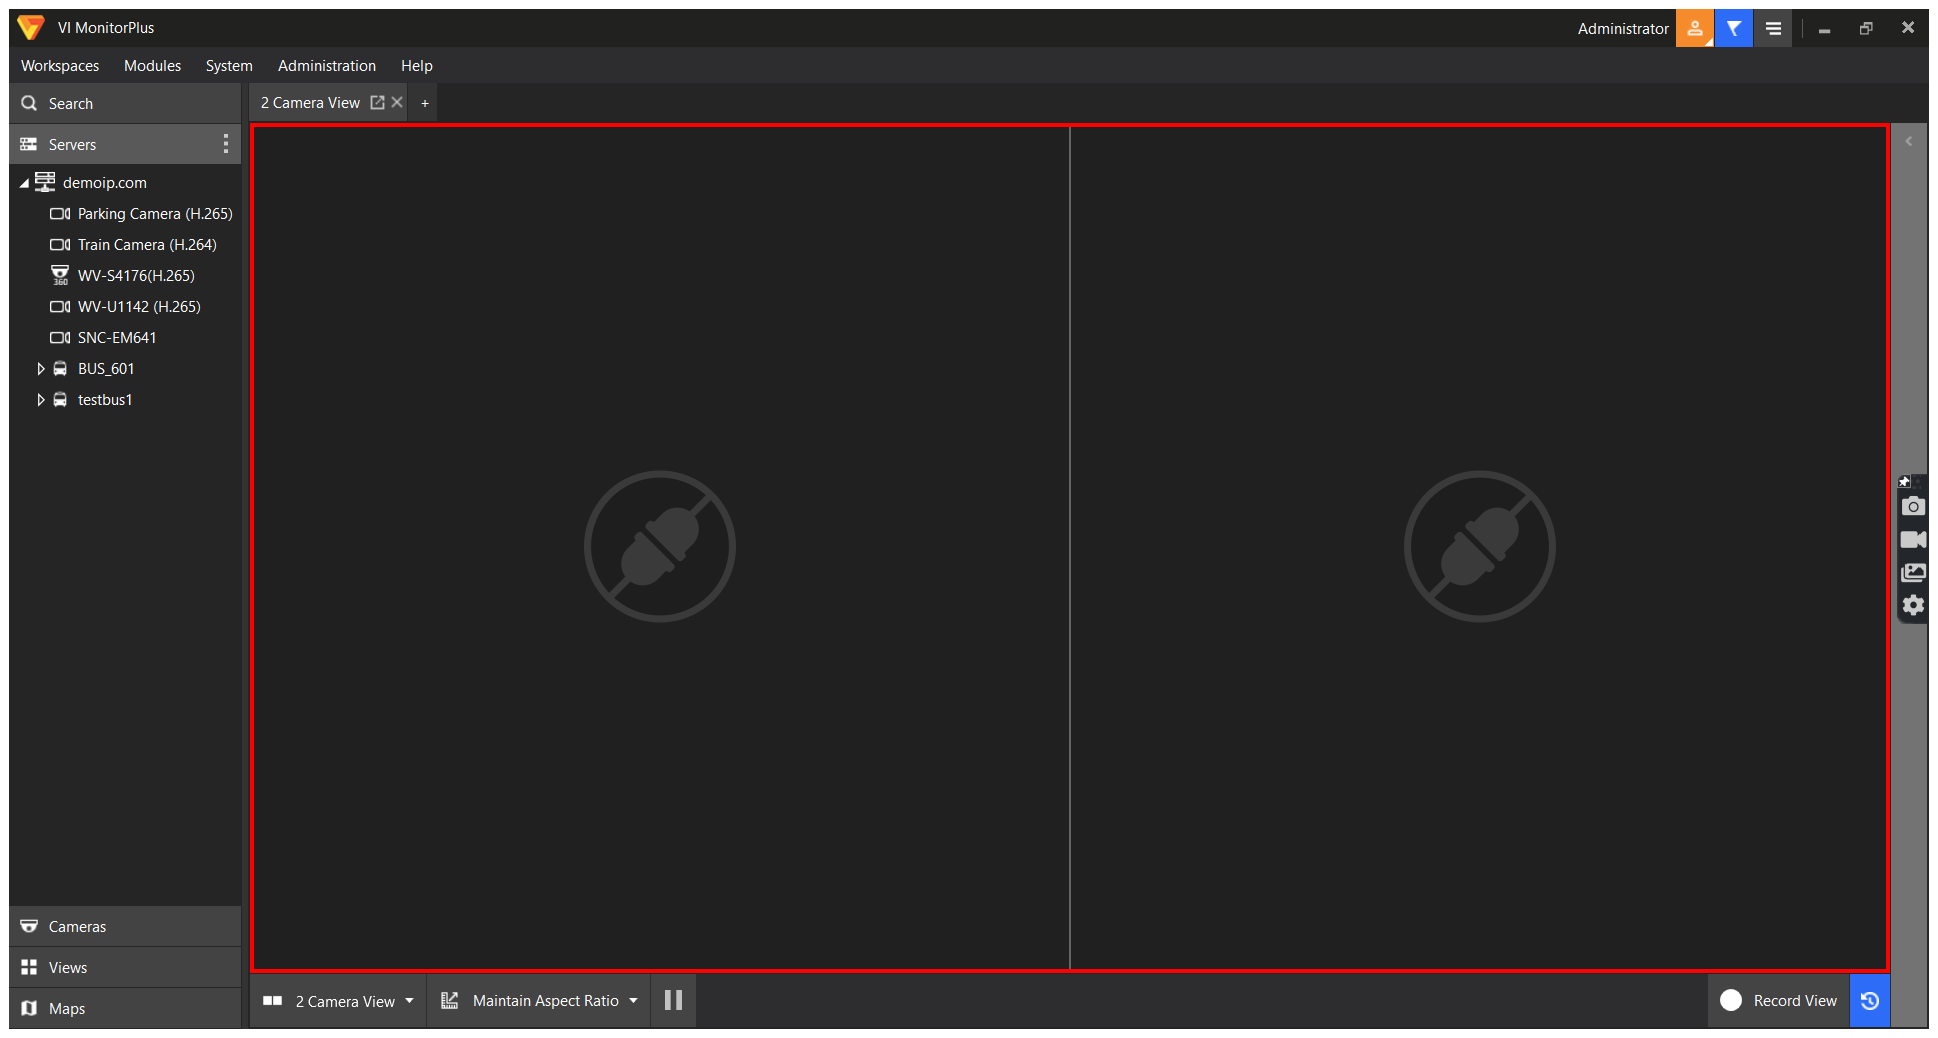 VI MonitorPlus
Administrator
Workspaces Modules System Administration Help
Search
2 Camera View +
Servers
demoip.com
Parking Camera (H.265)
Train Camera (H.264)
360 WV-S4176(H.265)
WV-U1142 (H.265)
SNC-EM641
BUS_601
testbus1
Cameras
Views
Maps
2 Camera View
Maintain Aspect Ratio
Record View